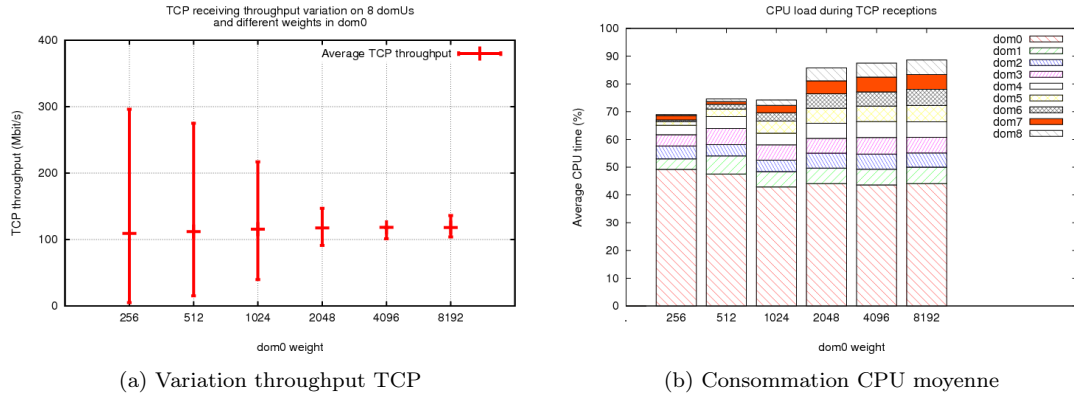 TCP receiving throughput variation on 8 domUs
and different weights in dom0
400
300
200
100
0
TCP throughput (Mbit/s)
Average TCP throughput
256 512 1024 2048 4096 8192
dom0 weight
(a) Variation throughput TCP
CPU load during TCP receptions
100
90
80
70
60
50
40
30
20
10
0
Average CPU time (%)
dom0
dom1
dom2
dom3
dom4
dom5
dom6
dom7
dom8
. 256 512 1024 2048 4096 8192
dom0 weight
(b) Consommation CPU moyenne